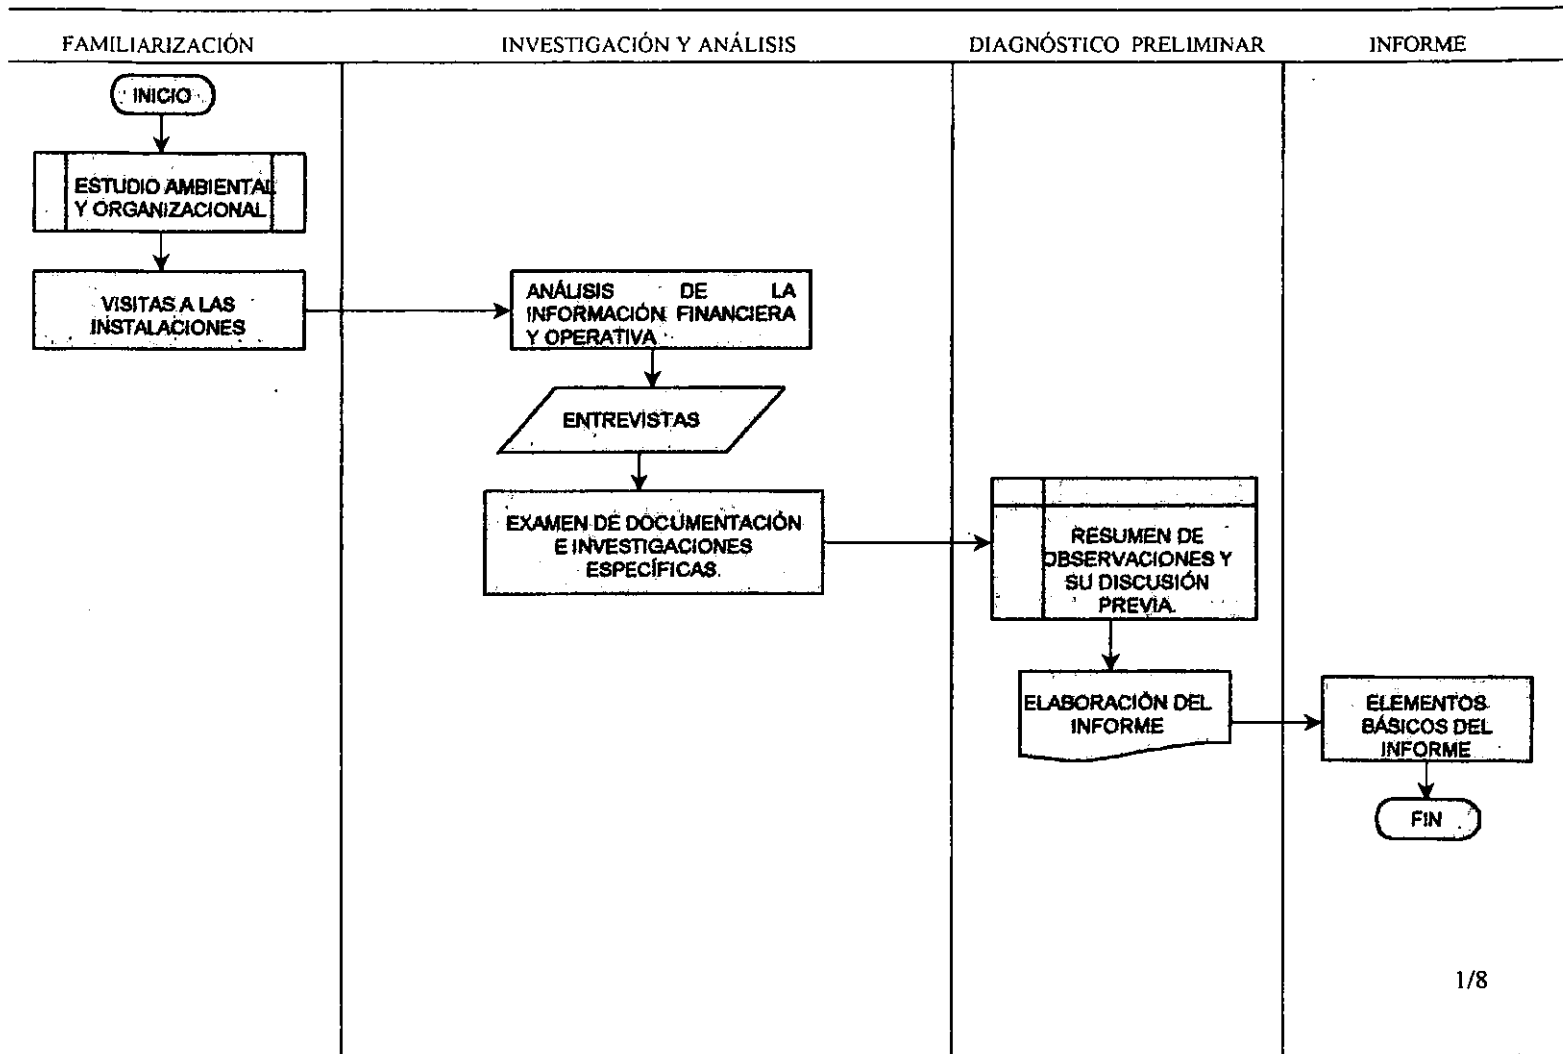 FAMILIARIZACIÓN
INVESTIGACIÓN Y ANÁLISIS
DIAGNÓSTICO PRELIMINAR
INFORME
INICIO
ESTUDIO AMBIENTAL
Y ORGANIZACIONAL
VISITAS A LAS
INSTALACIONES
ANÁLISIS DE LA
INFORMACIÓN FINANCIERA
Y OPERATIVA
ENTREVISTAS
EXAMEN DE DOCUMENTACIÓN
E INVESTIGACIONES
ESPECÍFICAS.
RESUMEN DE
OBSERVACIONES Y
SU DISCUSIÓN
PREVIA.
ELABORACIÓN DEL
INFORME
ELEMENTOS
BÁSICOS DEL
INFORME
FIN
1/8